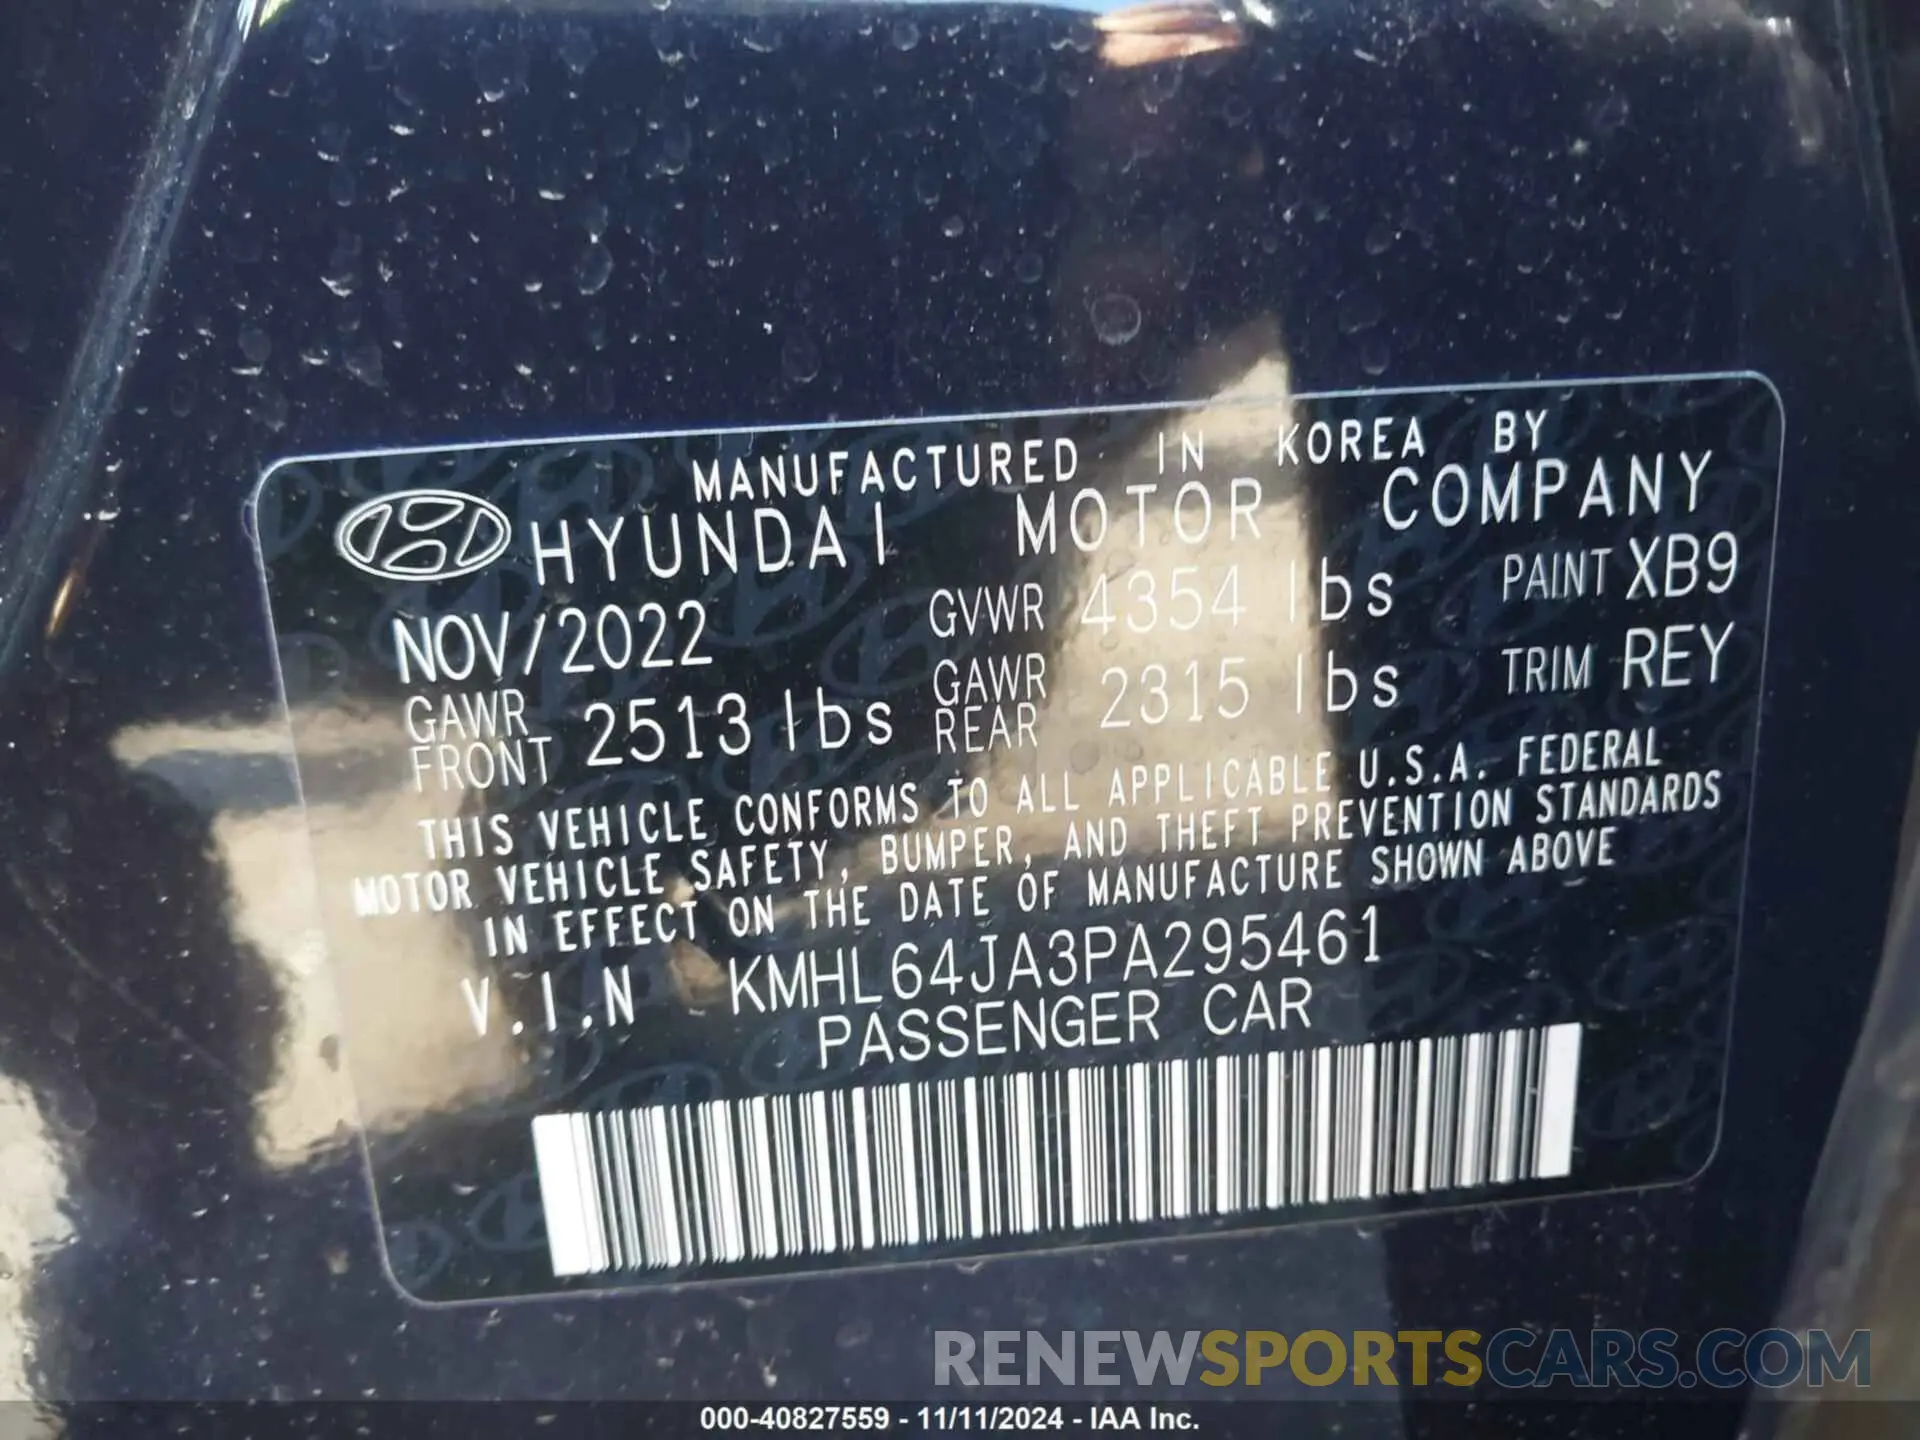 MANUFACTURED IN KOREA BY
HYUNDAI MOTOR COMPANY
NOV/2022 GVWR 4354 lbs PAINT XB9
GAWR FRONT 2513 lbs GAWR REAR 2315 lbs TRIM REY
THIS VEHICLE CONFORMS TO ALL APPLICABLE U.S.A. FEDERAL
MOTOR VEHICLE SAFETY, BUMPER, AND THEFT PREVENTION STANDARDS
IN EFFECT ON THE DATE OF MANUFACTURE SHOWN ABOVE
V.I.N KMHL64JA3PA295461
PASSENGER CAR
RENEWSPORTSCARS.COM
000-40827559 - 11/11/2024 - IAA Inc.